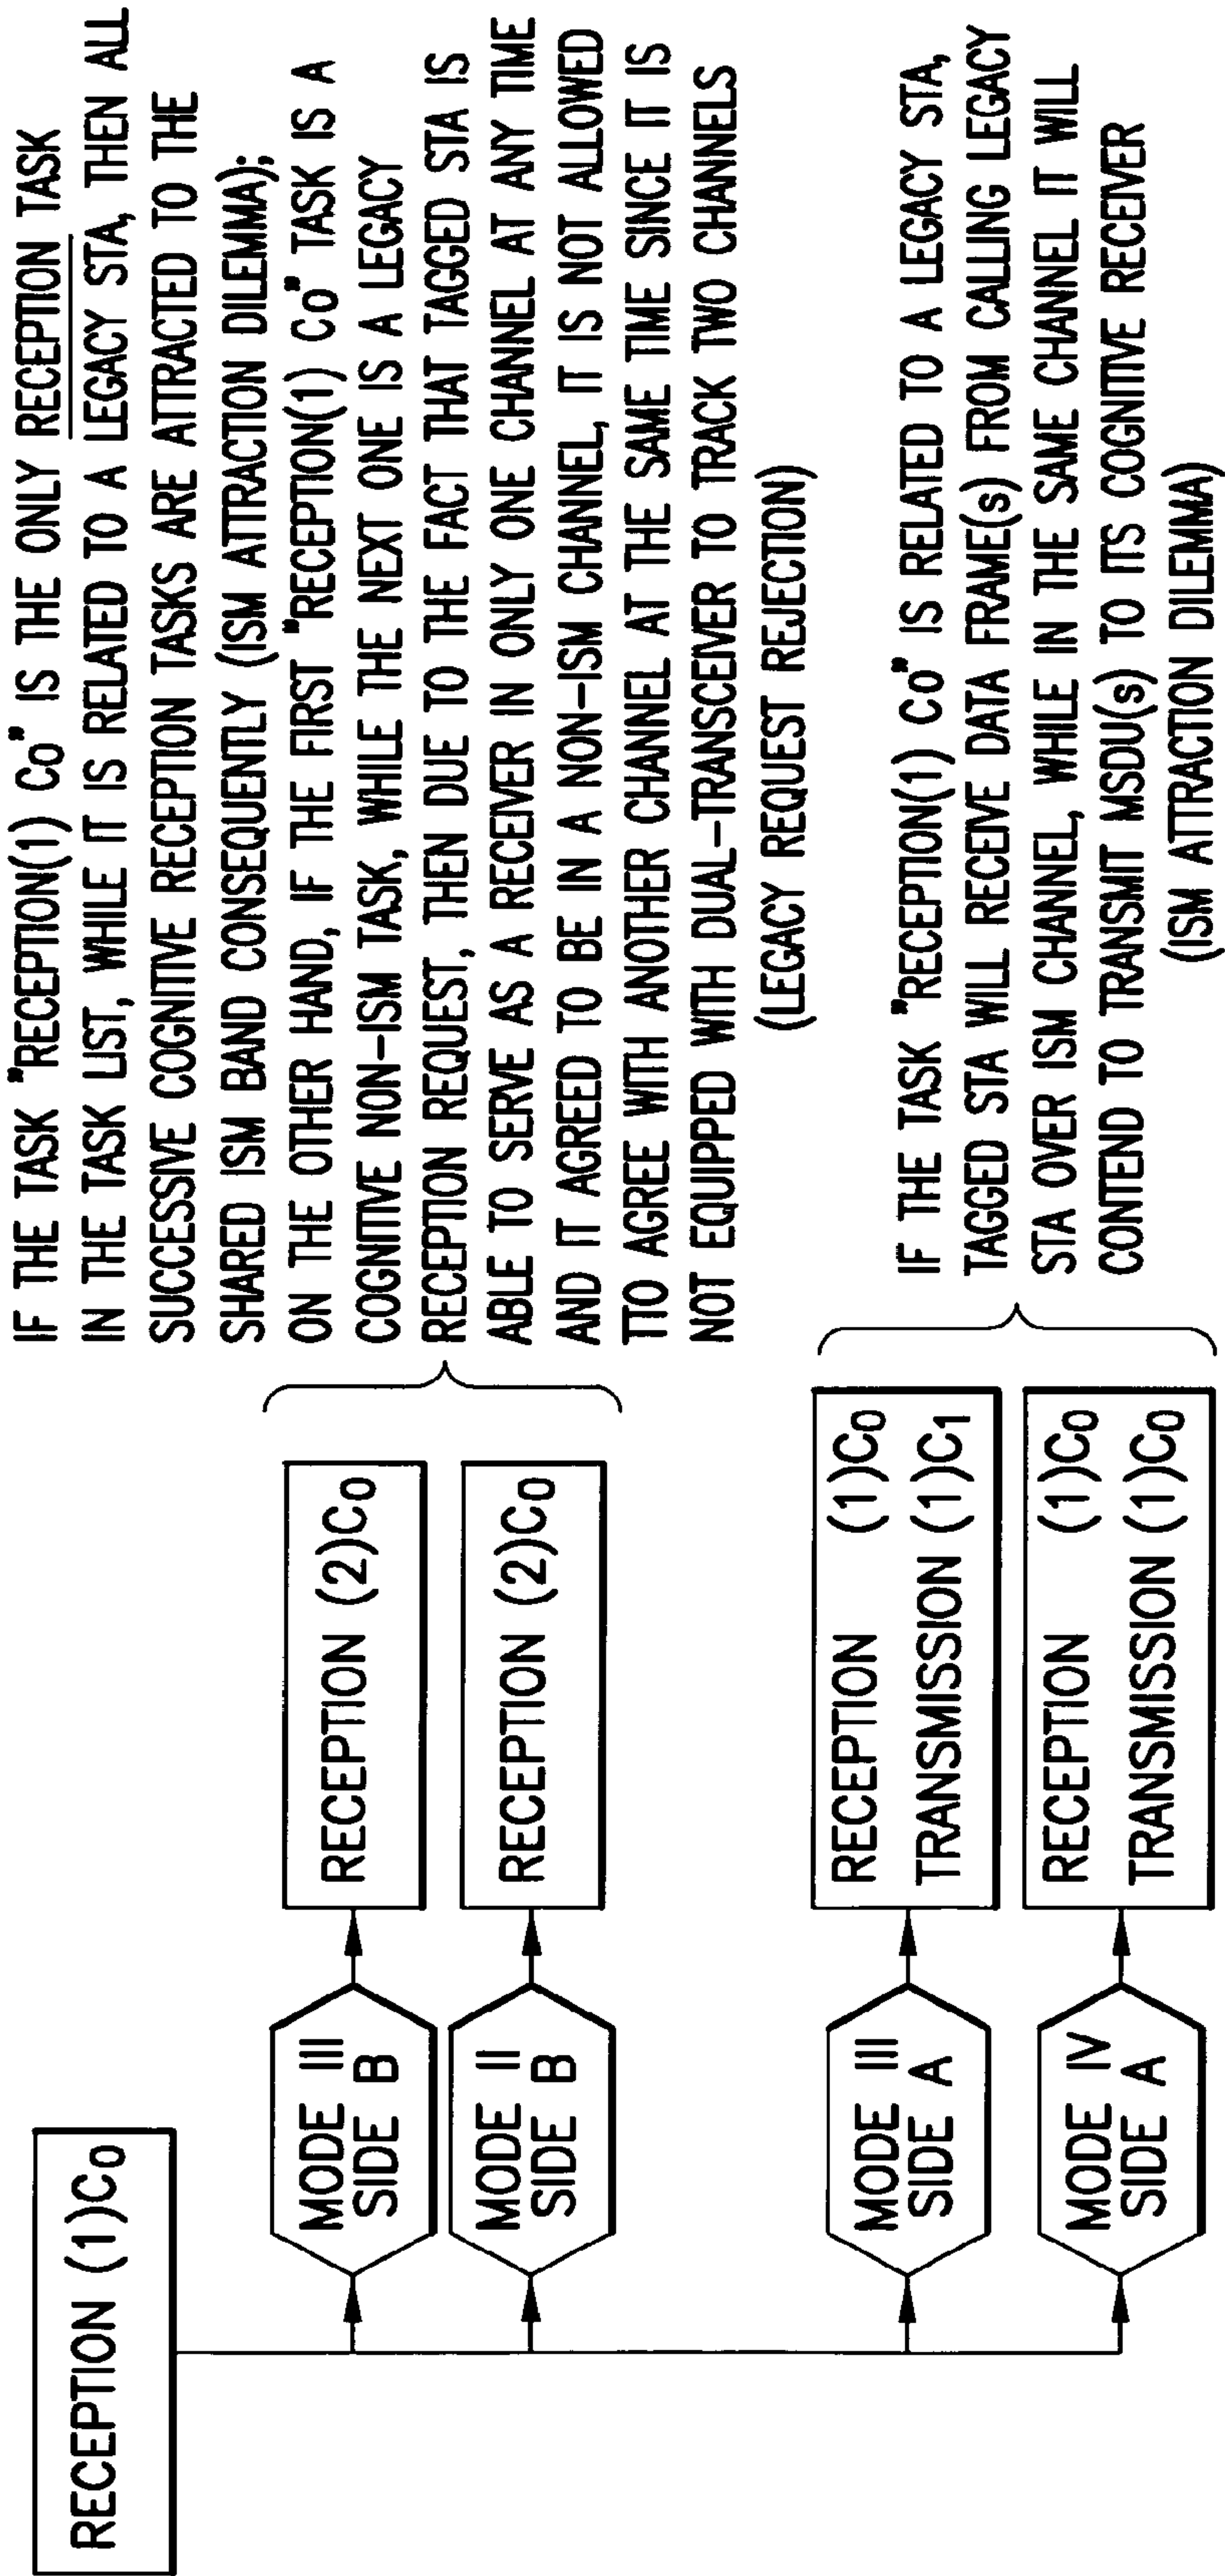 RECEPTION (1)C0
MODE III
SIDE B
RECEPTION (2)C0
MODE II
SIDE B
RECEPTION (2)C0
IF THE TASK "RECEPTION(1) Co" IS THE ONLY RECEPTION TASK
IN THE TASK LIST, WHILE IT IS RELATED TO A LEGACY STA, THEN ALL
SUCCESSIVE COGNITIVE RECEPTION TASKS ARE ATTRACTED TO THE
SHARED ISM BAND CONSEQUENTLY (ISM ATTRACTION DILEMMA);
ON THE OTHER HAND, IF THE FIRST "RECEPTION(1) Co" TASK IS A
COGNITIVE NON-ISM TASK, WHILE THE NEXT ONE IS A LEGACY
RECEPTION REQUEST, THEN DUE TO THE FACT THAT TAGGED STA IS
ABLE TO SERVE AS A RECEIVER IN ONLY ONE CHANNEL AT ANY TIME
AND IT AGREED TO BE IN A NON-ISM CHANNEL, IT IS NOT ALLOWED
TTO AGREE WITH ANOTHER CHANNEL AT THE SAME TIME SINCE IT IS
NOT EQUIPPED WITH DUAL-TRANSCEIVER TO TRACK TWO CHANNELS
(LEGACY REQUEST REJECTION)
MODE III
SIDE A
RECEPTION (1)C0
TRANSMISSION (1)C1
MODE IV
SIDE A
RECEPTION (1)C0
TRANSMISSION (1)C0
IF THE TASK "RECEPTION(1) Co" IS RELATED TO A LEGACY STA,
TAGGED STA WILL RECEIVE DATA FRAME(s) FROM CALLING LEGACY
STA OVER ISM CHANNEL, WHILE IN THE SAME CHANNEL IT WILL
CONTEND TO TRANSMIT MSDU(s) TO ITS COGNITIVE RECEIVER
(ISM ATTRACTION DILEMMA)